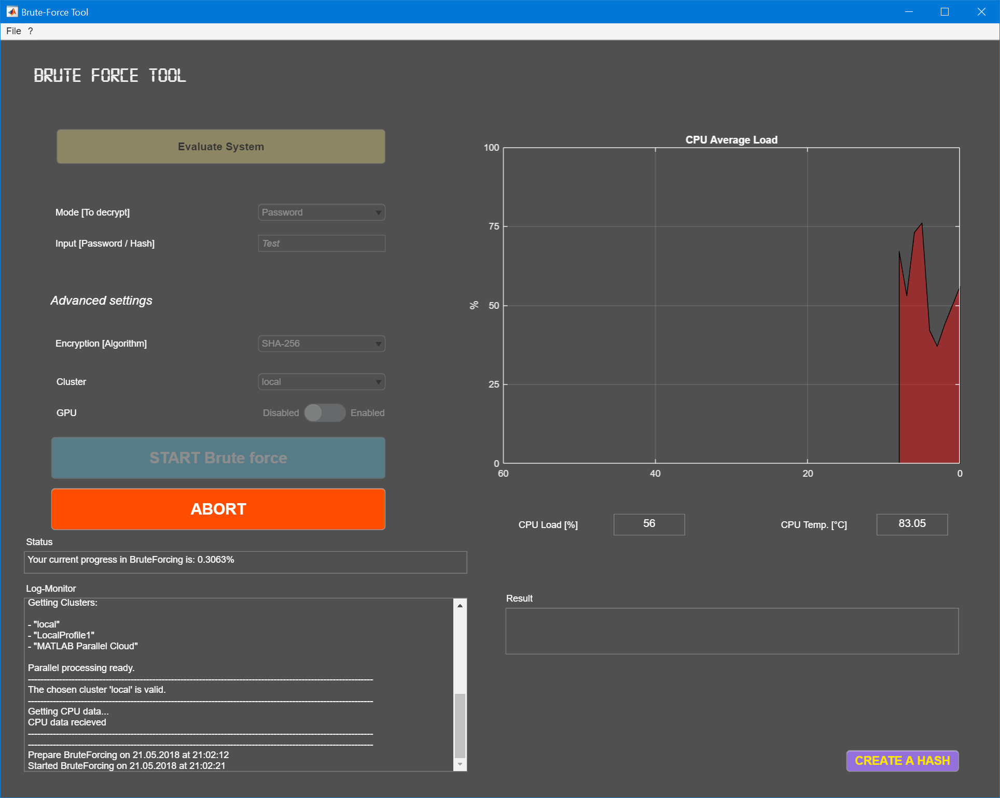 Brute-Force Tool
File ?
BRUTE FORCE TOOL
Evaluate System
Mode [To decrypt] Password
Input [Password / Hash] Test
Advanced settings
Encryption [Algorithm] SHA-256
Cluster local
GPU Disabled Enabled
START Brute force
ABORT
Status
Your current progress in BruteForcing is: 0.3063%
Log-Monitor
Getting Clusters:
- "local"
- "LocalProfile1"
- "MATLAB Parallel Cloud"
Parallel processing ready.
The chosen cluster 'local' is valid.
Getting CPU data...
CPU data recieved
Prepare BruteForcing on 21.05.2018 at 21:02:12
Started BruteForcing on 21.05.2018 at 21:02:21
CPU Average Load
100
75
%
50
25
0
60 40 20 0
CPU Load [%] 56 CPU Temp. [°C] 83.05
Result
CREATE A HASH